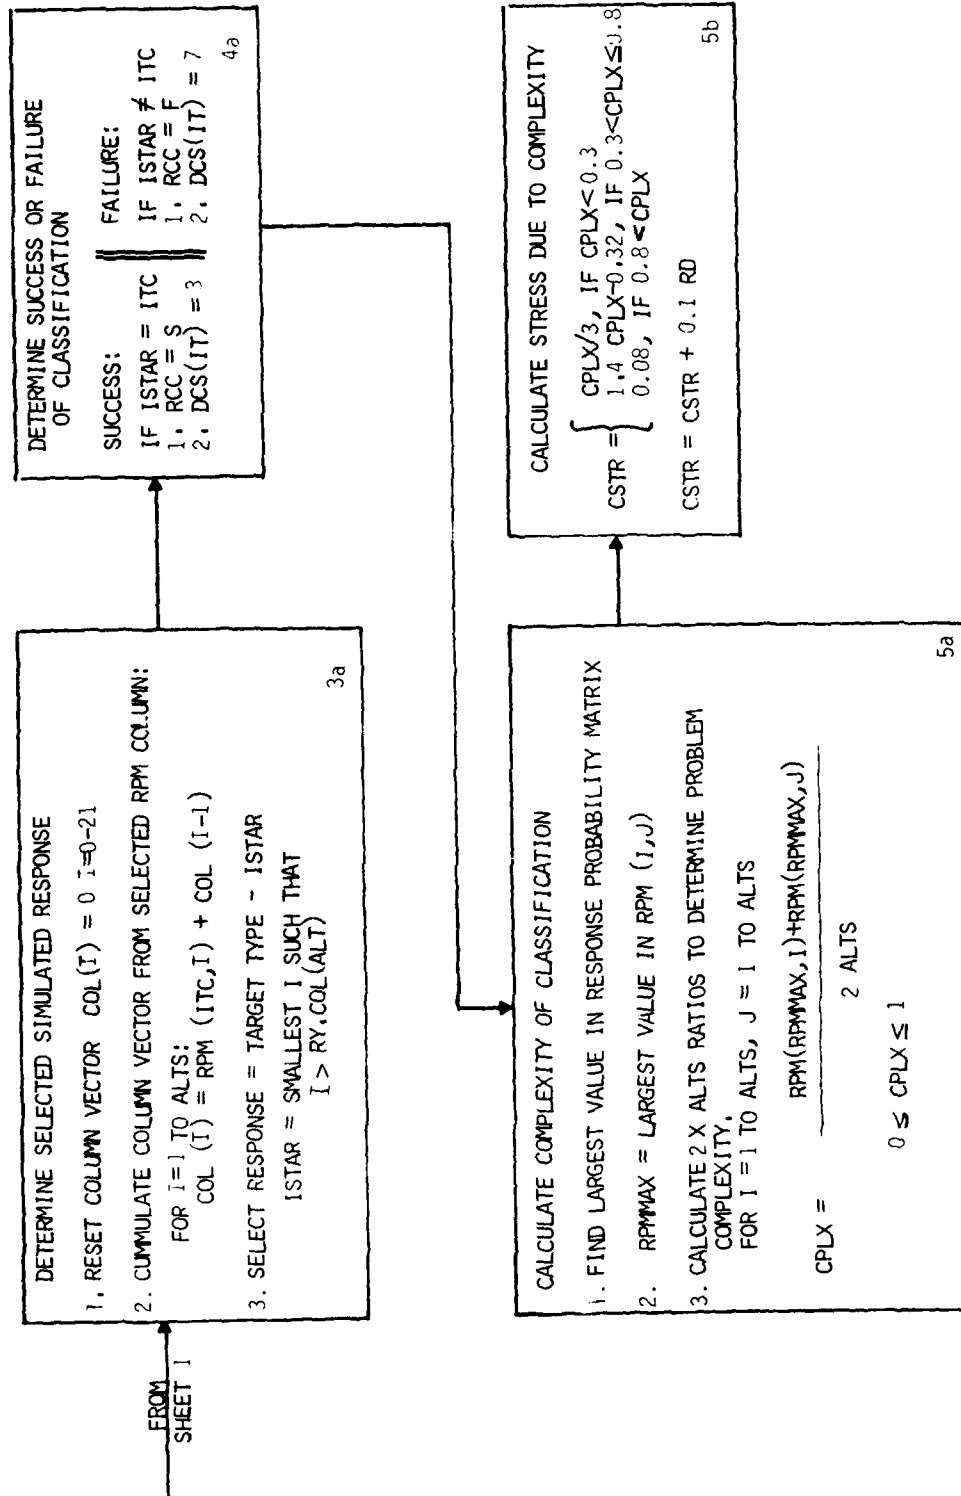 FROM
SHEET 1
DETERMINE SELECTED SIMULATED RESPONSE
1. RESET COLUMN VECTOR COL(I) = 0 I=0-21
2. CUMMULATE COLUMN VECTOR FROM SELECTED RPM COLUMN:
FOR I=1 TO ALTS:
COL (I) = RPM (ITC,I) + COL (I-1)
3. SELECT RESPONSE = TARGET TYPE - ISTAR
ISTAR = SMALLEST I SUCH THAT
I > RY.COL(ALT)
3a
DETERMINE SUCCESS OR FAILURE
OF CLASSIFICATION
SUCCESS:
IF ISTAR = ITC
1. RCC = S
2. DCS(IT) = 3
FAILURE:
IF ISTAR ≠ ITC
1. RCC = F
2. DCS(IT) = 7
4a
CALCULATE COMPLEXITY OF CLASSIFICATION
1. FIND LARGEST VALUE IN RESPONSE PROBABILITY MATRIX
2. RPMMAX = LARGEST VALUE IN RPM (I,J)
3. CALCULATE 2 X ALTS RATIOS TO DETERMINE PROBLEM
COMPLEXITY.
FOR I =1 TO ALTS, J = 1 TO ALTS
RPM(RPMMAX,I)+RPM(RPMMAX,J)
CPLX =
2 ALTS
0 ≤ CPLX ≤ 1
5a
CALCULATE STRESS DUE TO COMPLEXITY
CPLX/3, IF CPLX<0.3
CSTR = { 1.4 CPLX-0.32, IF 0.3<CPLX≤0.8
0.08, IF 0.8<CPLX
CSTR = CSTR + 0.1 RD
5b